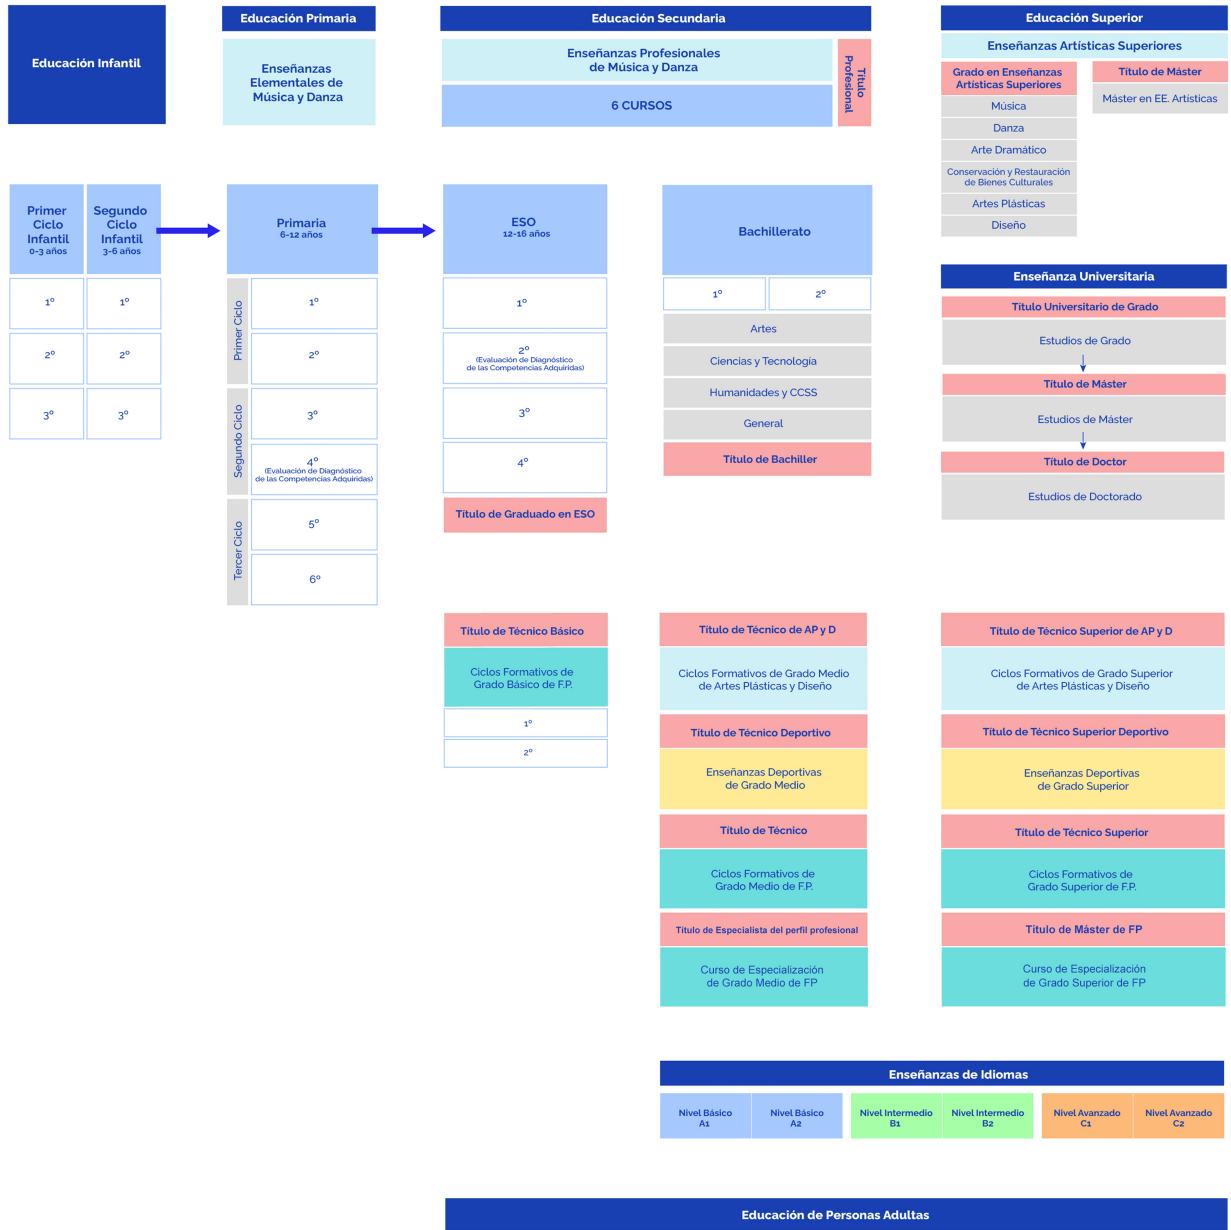 Educación Infantil
Educación Primaria
Enseñanzas
Elementales de
Música y Danza
Educación Secundaria
Enseñanzas Profesionales
de Música y Danza
6 CURSOS
Título
Profesional
Educación Superior
Enseñanzas Artísticas Superiores
Grado en Enseñanzas
Artísticas Superiores
Música
Danza
Arte Dramático
Conservación y Restauración
de Bienes Culturales
Artes Plásticas
Diseño
Título de Máster
Máster en EE. Artísticas
Primer
Ciclo
Infantil
0-3 años
1º
2º
3º
Segundo
Ciclo
Infantil
3-6 años
1º
2º
3º
Primaria
6-12 años
Primer Ciclo
1º
2º
Segundo Ciclo
3º
4º
(Evaluación de Diagnóstico
de las Competencias Adquiridas)
Tercer Ciclo
5º
6º
ESO
12-16 años
1º
2º
(Evaluación de Diagnóstico
de las Competencias Adquiridas)
3º
4º
Título de Graduado en ESO
Bachillerato
1º
2º
Artes
Ciencias y Tecnología
Humanidades y CCSS
General
Título de Bachiller
Enseñanza Universitaria
Título Universitario de Grado
Estudios de Grado
Título de Máster
Estudios de Máster
Título de Doctor
Estudios de Doctorado
Título de Técnico Básico
Ciclos Formativos de
Grado Básico de F.P.
1º
2º
Título de Técnico de AP y D
Ciclos Formativos de Grado Medio
de Artes Plásticas y Diseño
Título de Técnico Deportivo
Enseñanzas Deportivas
de Grado Medio
Título de Técnico
Ciclos Formativos de
Grado Medio de F.P.
Título de Especialista del perfil profesional
Curso de Especialización
de Grado Medio de FP
Título de Técnico Superior de AP y D
Ciclos Formativos de Grado Superior
de Artes Plásticas y Diseño
Título de Técnico Superior Deportivo
Enseñanzas Deportivas
de Grado Superior
Título de Técnico Superior
Ciclos Formativos de
Grado Superior de F.P.
Título de Máster de FP
Curso de Especialización
de Grado Superior de FP
Enseñanzas de Idiomas
Nivel Básico
A1
Nivel Básico
A2
Nivel Intermedio
B1
Nivel Intermedio
B2
Nivel Avanzado
C1
Nivel Avanzado
C2
Educación de Personas Adultas